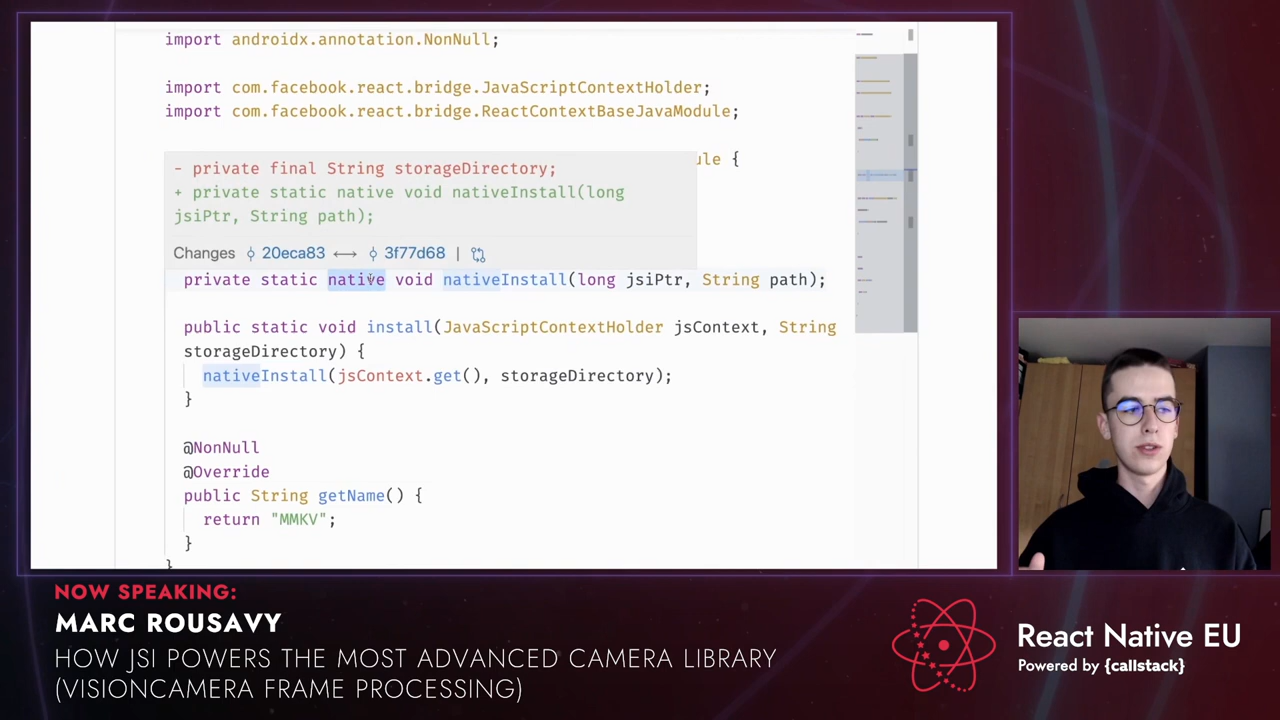 import androidx.annotation.NonNull;
import com.facebook.react.bridge.JavaScriptContextHolder;
import com.facebook.react.bridge.ReactContextBaseJavaModule;
ule {
- private final String storageDirectory;
+ private static native void nativeInstall(long
jsiPtr, String path);
Changes 20eca83 ⟷ 3f77d68 |
private static native void nativeInstall(long jsiPtr, String path);
public static void install(JavaScriptContextHolder jsContext, String
storageDirectory) {
nativeInstall(jsContext.get(), storageDirectory);
}
@NonNull
@Override
public String getName() {
return "MMKV";
}
}
NOW SPEAKING:
MARC ROUSAVY
HOW JSI POWERS THE MOST ADVANCED CAMERA LIBRARY
(VISIONCAMERA FRAME PROCESSING)
React Native EU
Powered by {callstack}